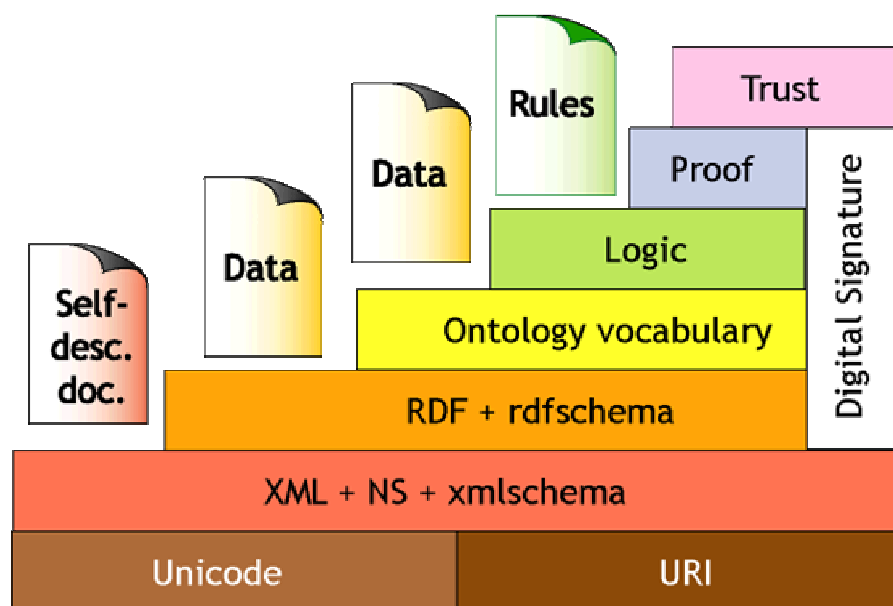 Rules
Trust
Data
Proof
Data
Logic
Self-
desc.
doc.
Ontology vocabulary
Digital Signature
RDF + rdfschema
XML + NS + xmlschema
Unicode
URI